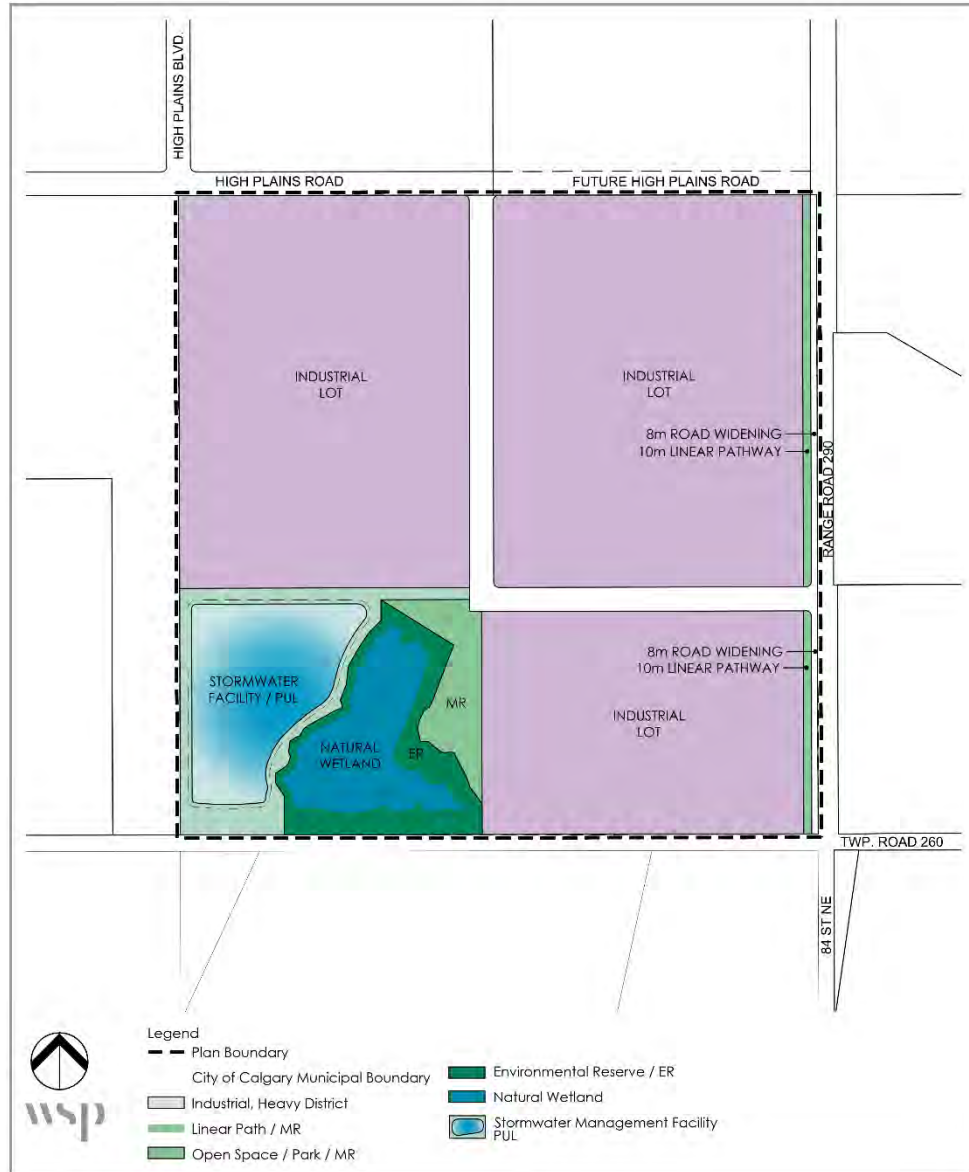 HIGH PLAINS BLVD.
HIGH PLAINS ROAD
FUTURE HIGH PLAINS ROAD
INDUSTRIAL
LOT
INDUSTRIAL
LOT
8m ROAD WIDENING
10m LINEAR PATHWAY
RANGE ROAD 290
STORMWATER
FACILITY / PUL
NATURAL
WETLAND
ER
MR
8m ROAD WIDENING
10m LINEAR PATHWAY
INDUSTRIAL
LOT
TWP. ROAD 260
84 ST NE
wsp
Legend
Plan Boundary
City of Calgary Municipal Boundary
Industrial, Heavy District
Linear Path / MR
Open Space / Park / MR
Environmental Reserve / ER
Natural Wetland
Stormwater Management Facility
PUL